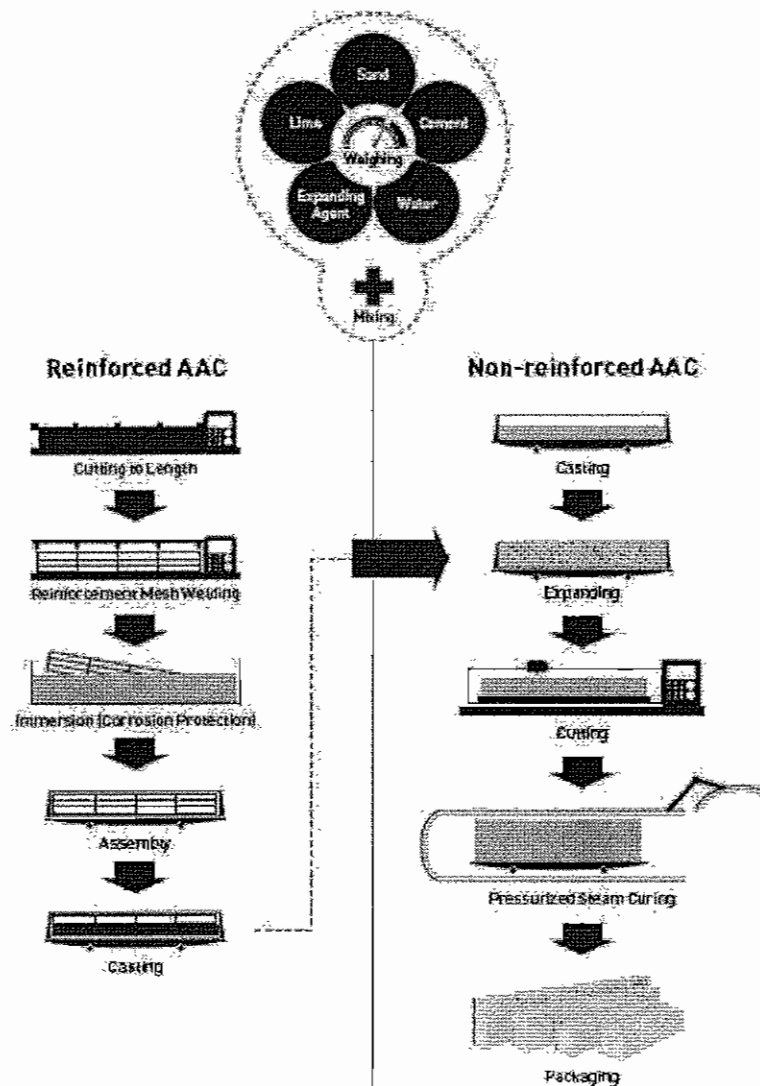 Sand
Lime
Cement
Weighing
Expanding
Agent
Water
Mixing
Reinforced AAC
Cutting to Length
Reinforcement Mesh Welding
Immersion (Corrosion Protection)
Assembly
Casting
Non-reinforced AAC
Casting
Expanding
Cutting
Pressurized Steam Curing
Packaging